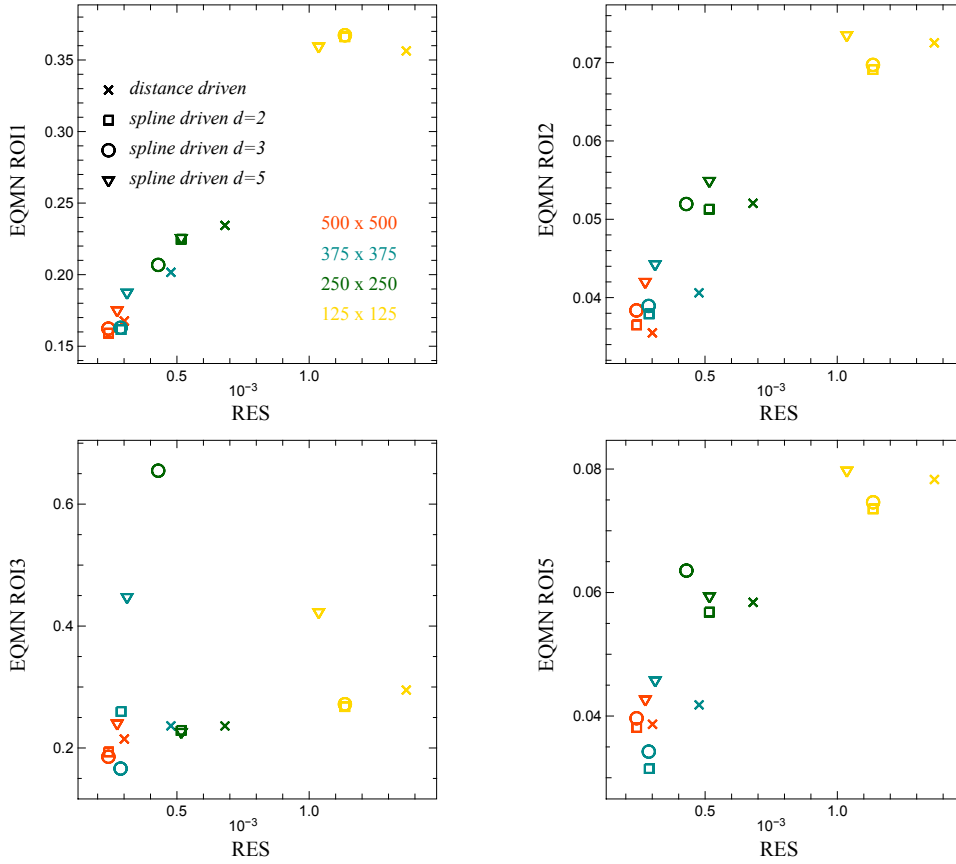 EQMN ROI1
0.35
0.30
0.25
0.20
0.15
distance driven
spline driven d=2
spline driven d=3
spline driven d=5
500 x 500
375 x 375
250 x 250
125 x 125
0.5
1.0
10⁻³
RES
EQMN ROI2
0.07
0.06
0.05
0.04
0.5
1.0
10⁻³
RES
EQMN ROI3
0.6
0.4
0.2
0.5
1.0
10⁻³
RES
EQMN ROI5
0.08
0.06
0.04
0.5
1.0
10⁻³
RES